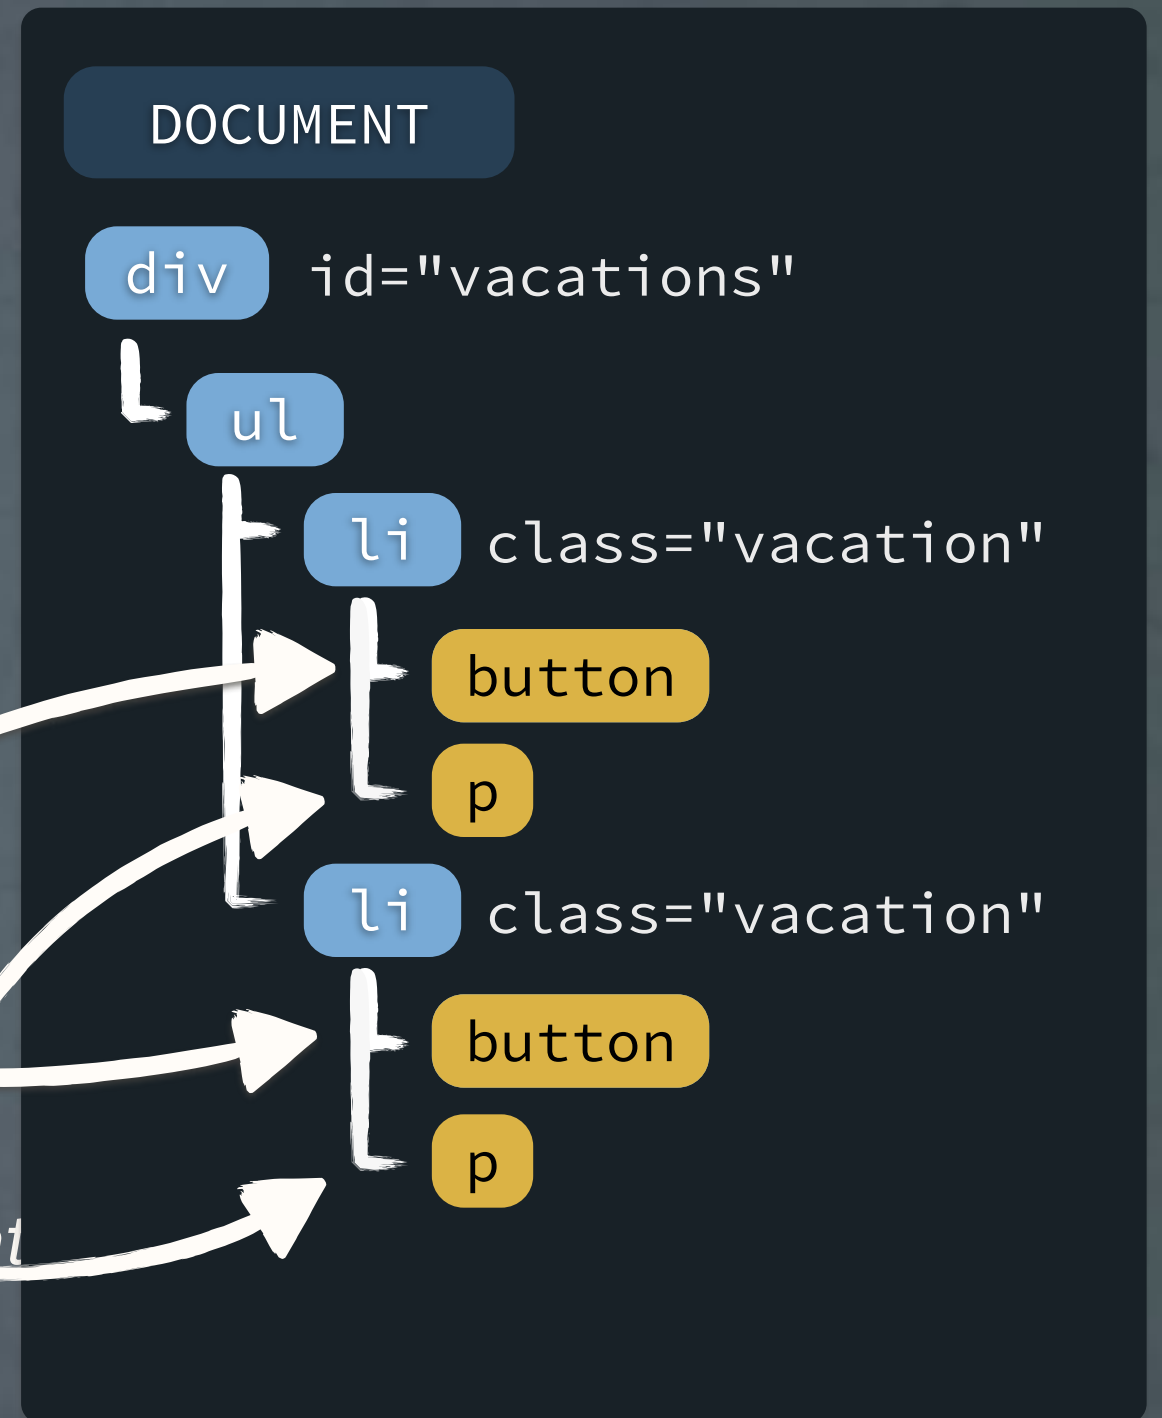 DOCUMENT
div id="vacations"
ul
li class="vacation"
button
p
li class="vacation"
button
p